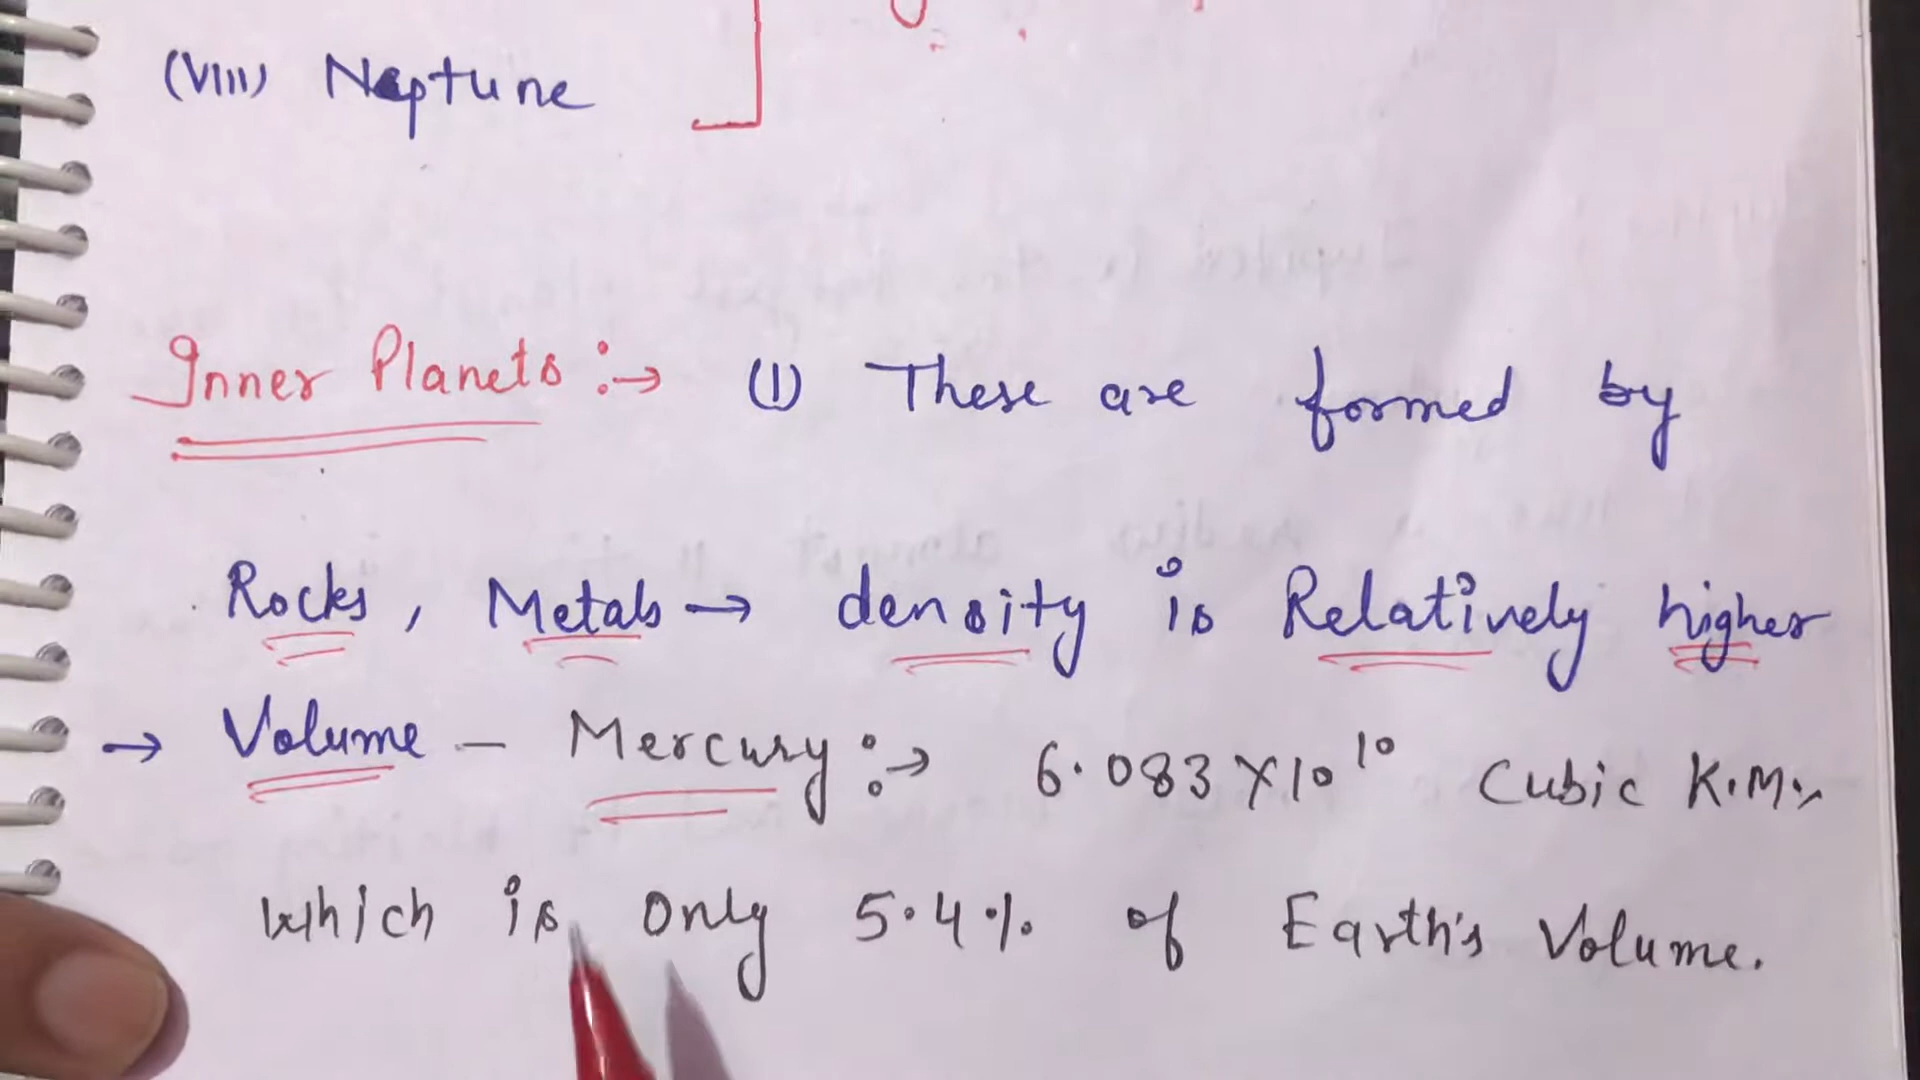 (VIII) Neptune
Inner Planets :→ (1) These are formed by
Rocks, Metals → density is Relatively higher
→ Volume – Mercury :→ 6.083 X 10¹⁰ Cubic K.M.
which is only 5.4% of Earth's Volume.